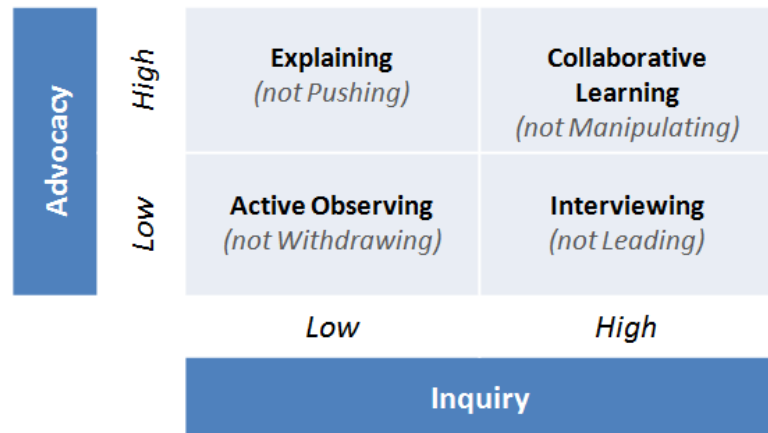 Advocacy
High
Explaining
(not Pushing)
Collaborative
Learning
(not Manipulating)
Low
Active Observing
(not Withdrawing)
Interviewing
(not Leading)
Low
High
Inquiry